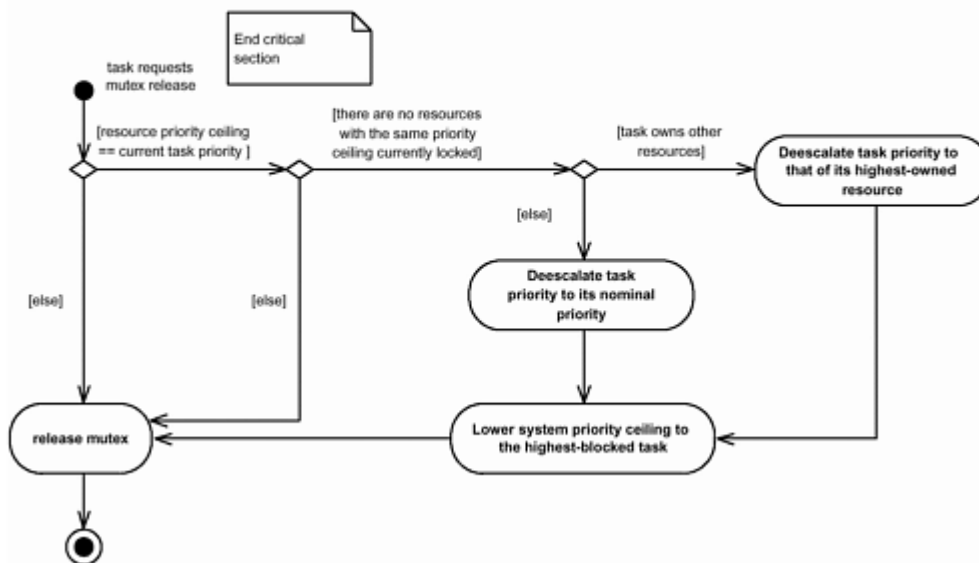 End critical
section
task requests
mutex release
[resource priority ceiling
== current task priority ]
[there are no resources
with the same priority
ceiling currently locked]
[task owns other
resources]
Deescalate task priority to
that of its highest-owned
resource
[else]
Deescalate task
priority to its nominal
priority
[else]
[else]
release mutex
Lower system priority ceiling to
the highest-blocked task